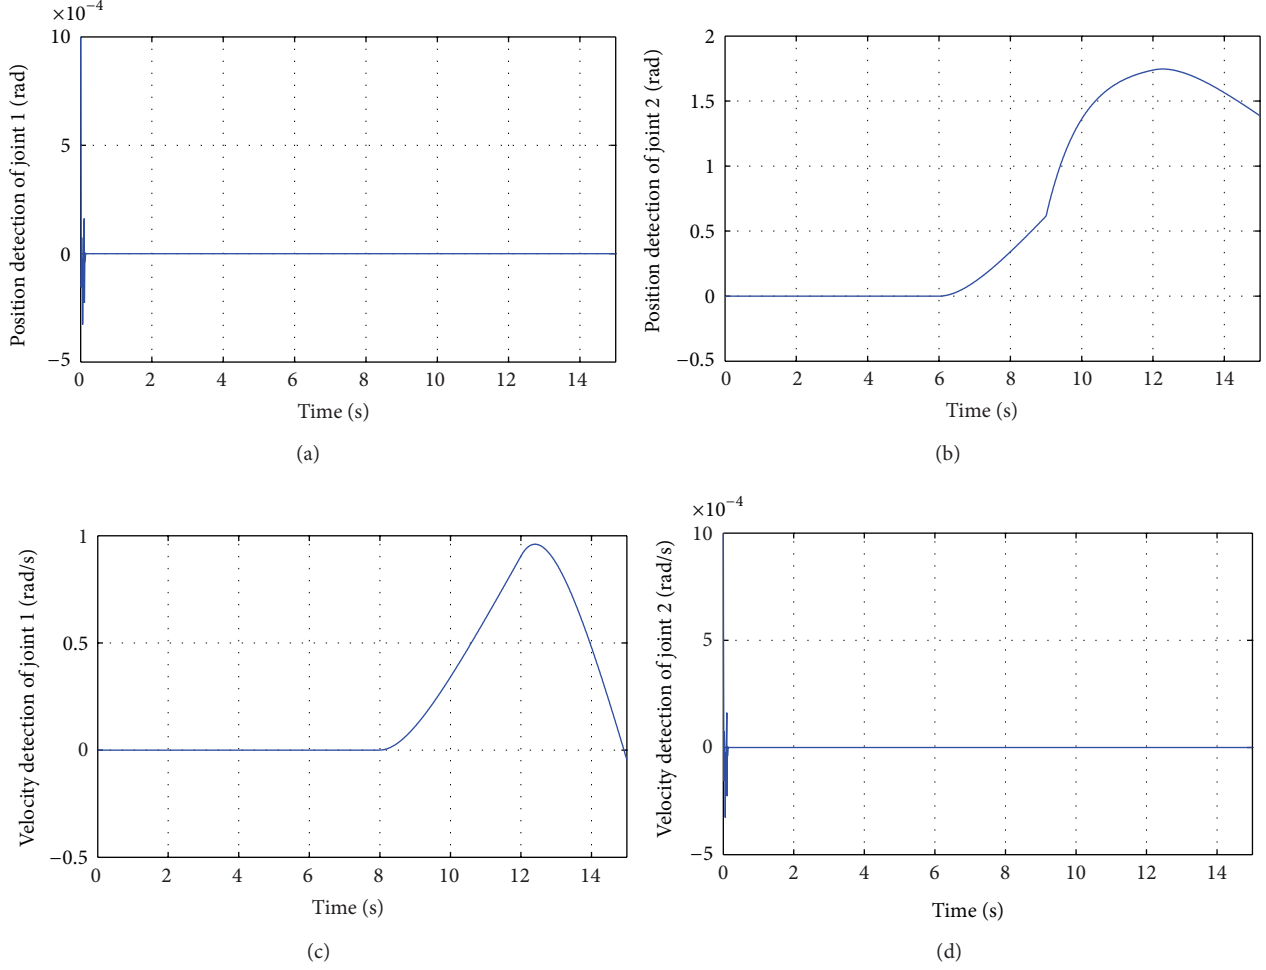 ×10⁻⁴
10
5
0
−5
Position detection of joint 1 (rad)
0 2 4 6 8 10 12 14
Time (s)
(a)
2
1.5
1
0.5
0
−0.5
Position detection of joint 2 (rad)
0 2 4 6 8 10 12 14
Time (s)
(b)
1
0.5
0
−0.5
Velocity detection of joint 1 (rad/s)
0 2 4 6 8 10 12 14
Time (s)
(c)
×10⁻⁴
10
5
0
−5
Velocity detection of joint 2 (rad/s)
0 2 4 6 8 10 12 14
Time (s)
(d)